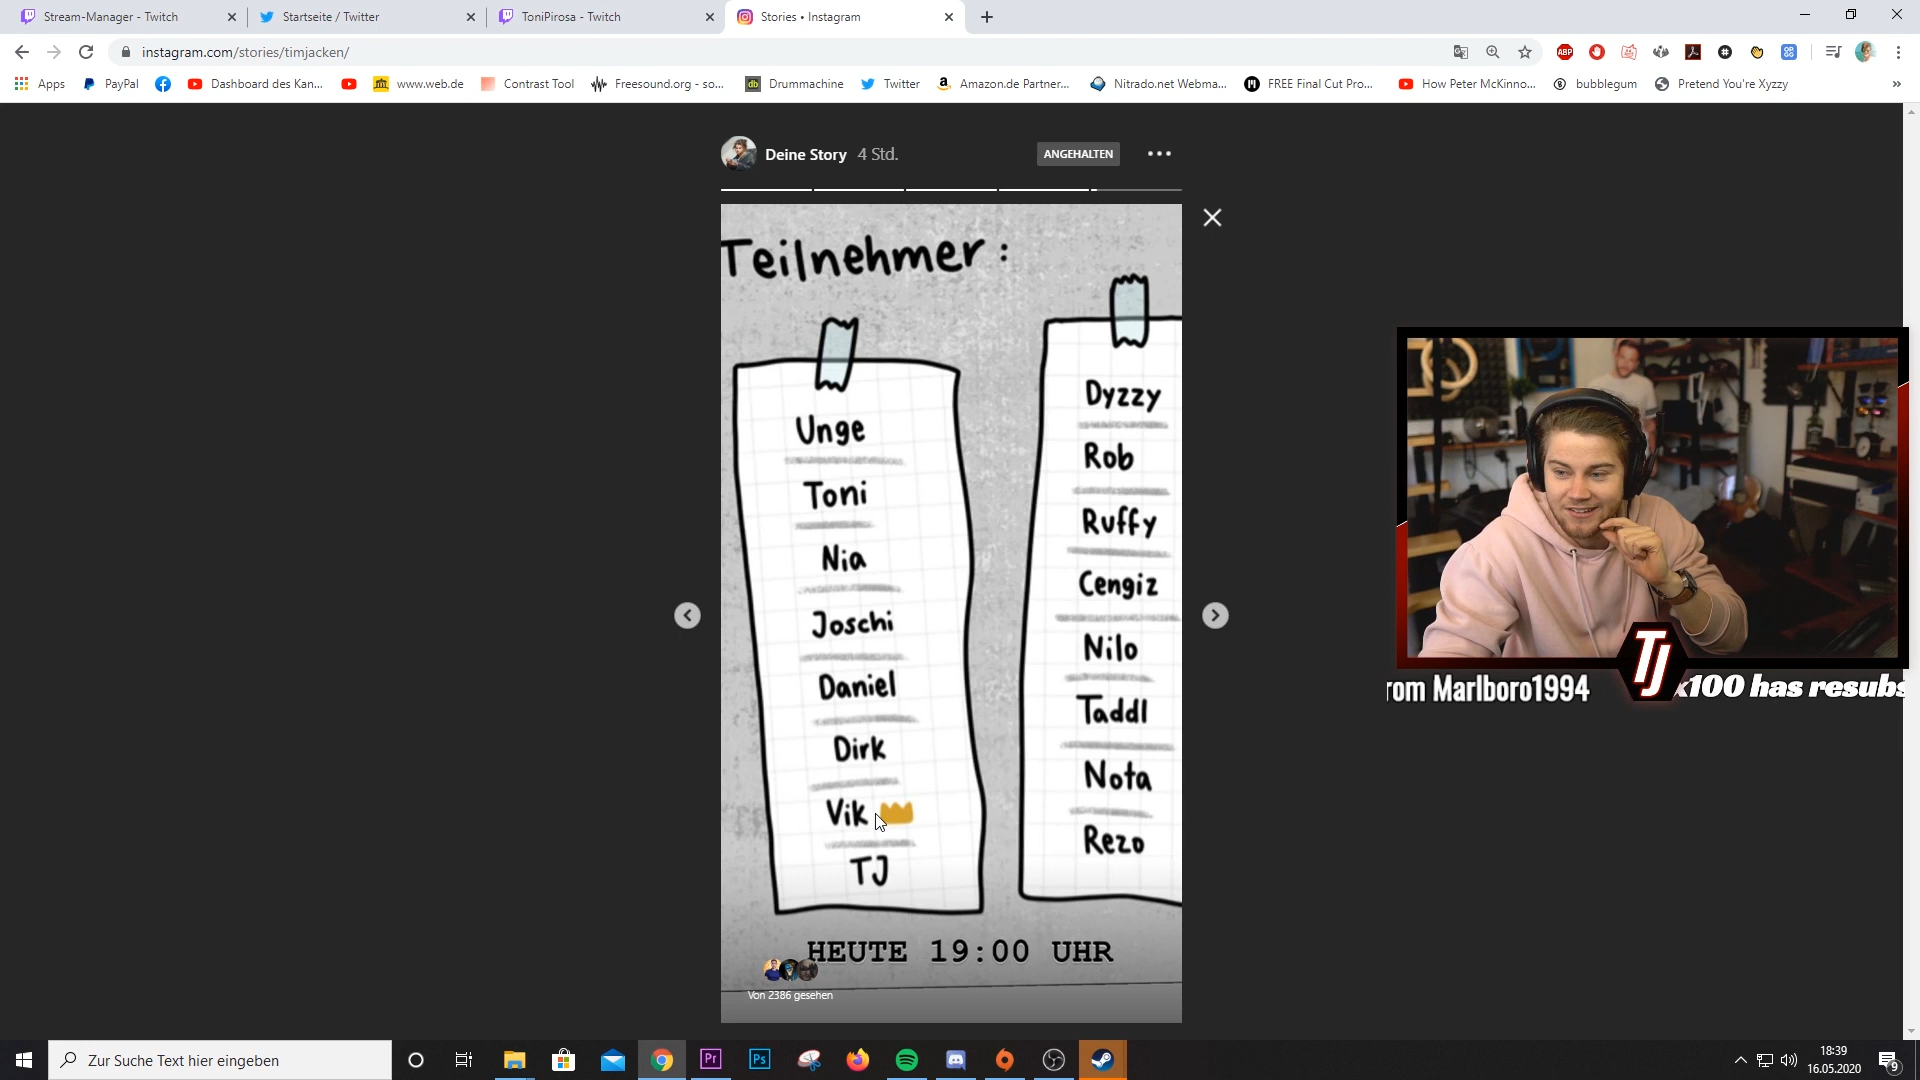 Stream-Manager - Twitch
Startseite / Twitter
ToniPirosa - Twitch
Stories • Instagram
instagram.com/stories/timjacken/
ABP
Apps
PayPal
Dashboard des Kan...
www.web.de
Contrast Tool
Freesound.org - so...
Drummachine
Twitter
Amazon.de Partner...
Nitrado.net Webma...
FREE Final Cut Pro...
How Peter McKinno...
bubblegum
Pretend You're Xyzzy
»
Deine Story 4 Std.
ANGEHALTEN
Teilnehmer:
Unge
Toni
Nia
Joschi
Daniel
Dirk
Vik
TJ
Dyzzy
Rob
Ruffy
Cengiz
Nilo
Taddl
Nota
Rezo
HEUTE 19:00 UHR
Von 2386 gesehen
TJ
rom Marlboro1994
x100 has resubs
Zur Suche Text hier eingeben
Pr
Ps
18:39
16.05.2020
9